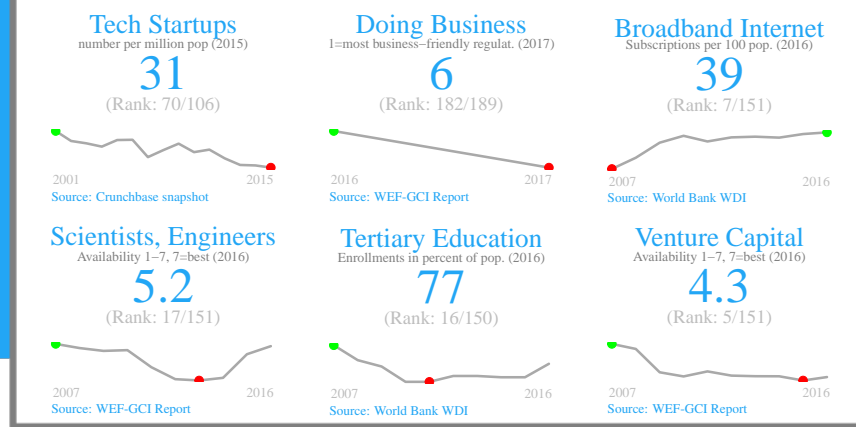 Tech Startups
number per million pop (2015)
31
(Rank: 70/106)
2001 2015
Source: Crunchbase snapshot
Doing Business
1=most business−friendly regulat. (2017)
6
(Rank: 182/189)
2016 2017
Source: WEF-GCI Report
Broadband Internet
Subscriptions per 100 pop. (2016)
39
(Rank: 7/151)
2007 2016
Source: World Bank WDI
Scientists, Engineers
Availability 1−7, 7=best (2016)
5.2
(Rank: 17/151)
2007 2016
Source: WEF-GCI Report
Tertiary Education
Enrollments in percent of pop. (2016)
77
(Rank: 16/150)
2007 2016
Source: World Bank WDI
Venture Capital
Availability 1−7, 7=best (2016)
4.3
(Rank: 5/151)
2007 2016
Source: WEF-GCI Report